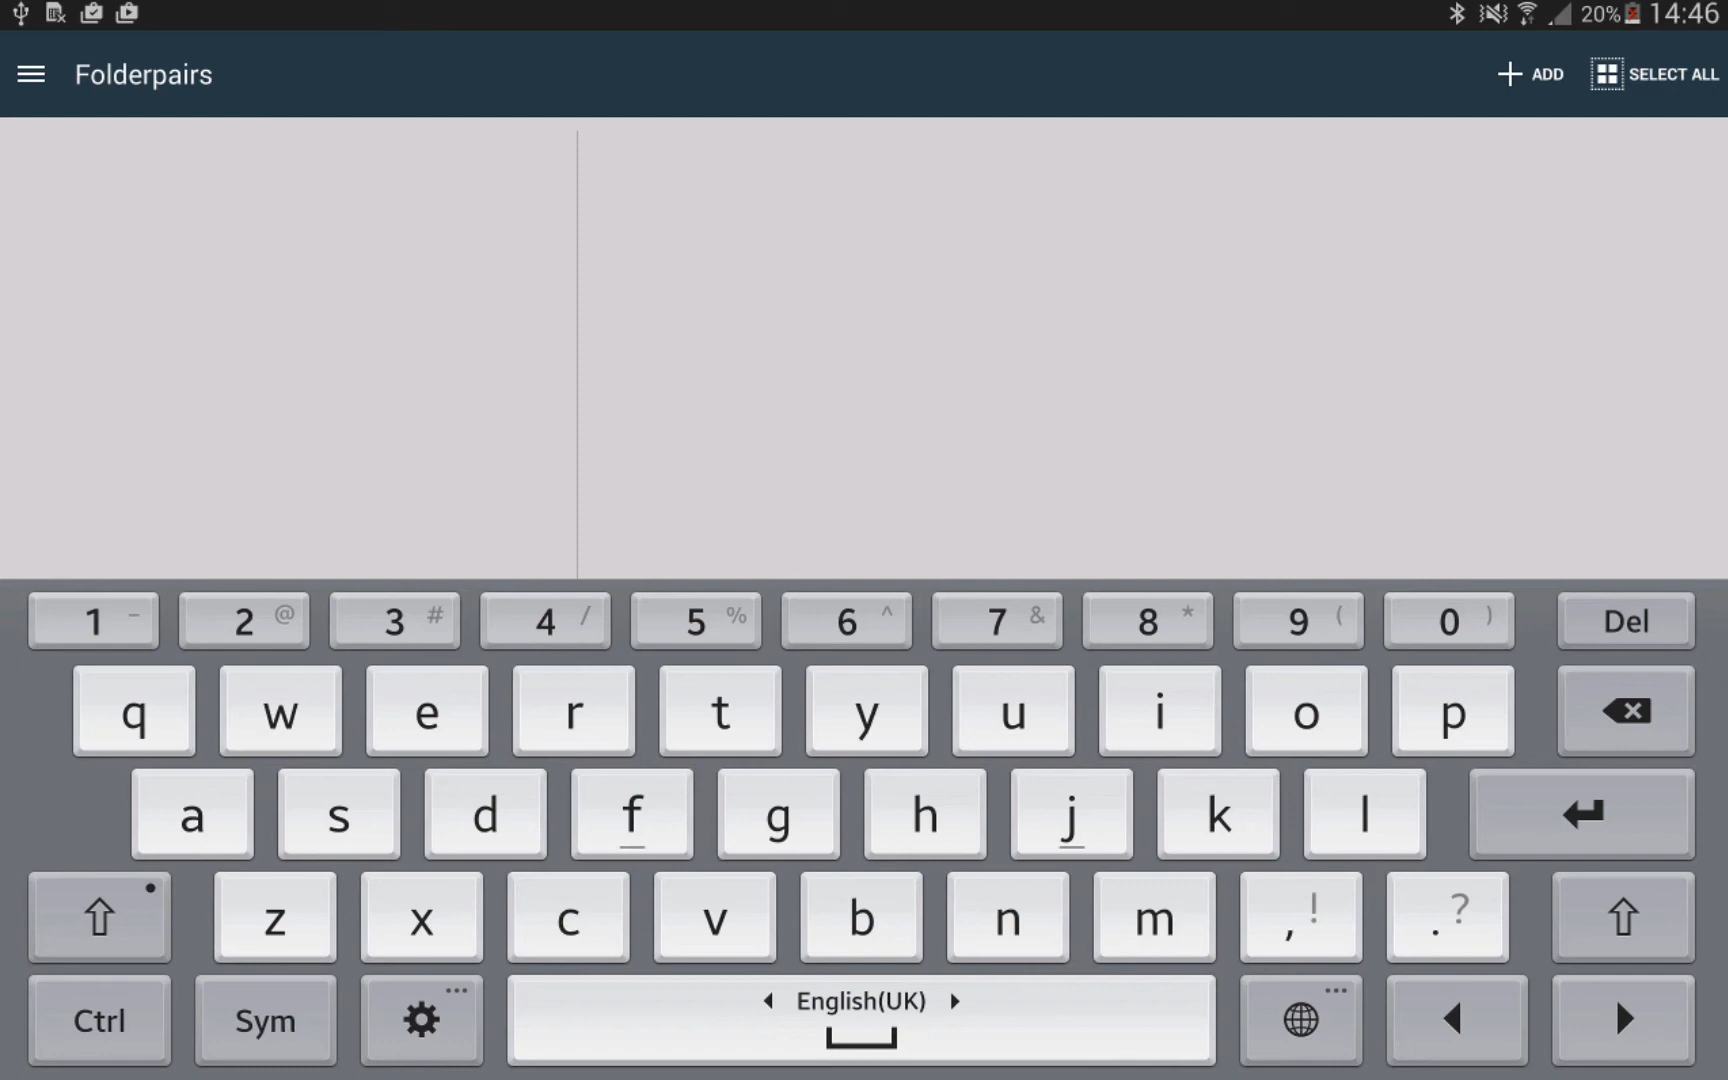 20% 14:46
Folderpairs ADD SELECT ALL
1 - 2 @ 3 # 4 / 5 % 6 ^ 7 & 8 * 9 ( 0 ) Del
q w e r t y u i o p
a s d f g h j k l
z x c v b n m , ! . ?
Ctrl Sym English(UK)